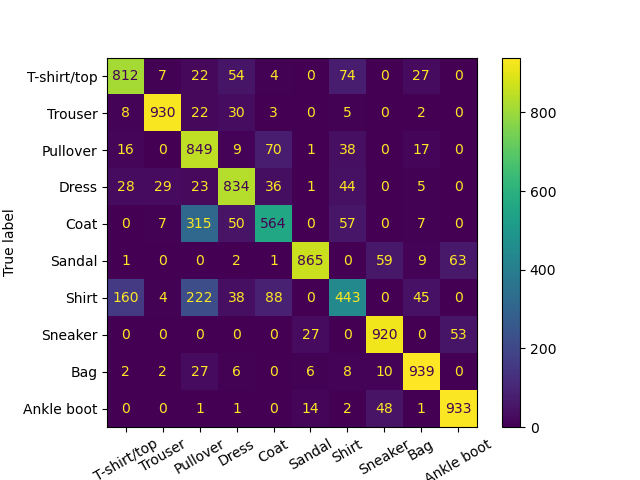 T-shirt/top 812 7 22 54 4 0 74 0 27 0
Trouser 8 930 22 30 3 0 5 0 2 0
Pullover 16 0 849 9 70 1 38 0 17 0
Dress 28 29 23 834 36 1 44 0 5 0
Coat 0 7 315 50 564 0 57 0 7 0
Sandal 1 0 0 2 1 865 0 59 9 63
Shirt 160 4 222 38 88 0 443 0 45 0
Sneaker 0 0 0 0 0 27 0 920 0 53
Bag 2 2 27 6 0 6 8 10 939 0
Ankle boot 0 0 1 1 0 14 2 48 1 933
T-shirt/top Trouser Pullover Dress Coat Sandal Shirt Sneaker Bag Ankle boot
True label
800
600
400
200
0